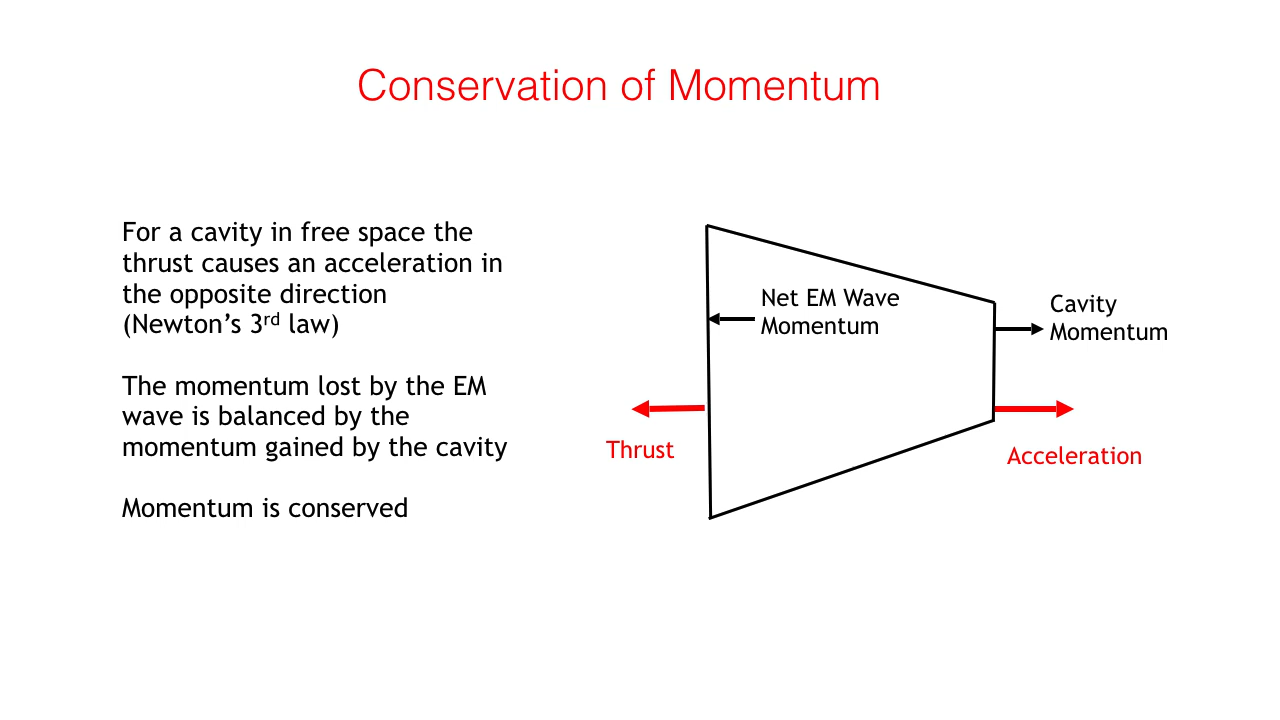 Conservation of Momentum
For a cavity in free space the
thrust causes an acceleration in
the opposite direction
(Newton’s 3rd law)
The momentum lost by the EM
wave is balanced by the
momentum gained by the cavity
Momentum is conserved
Net EM Wave
Momentum
Cavity
Momentum
Thrust
Acceleration